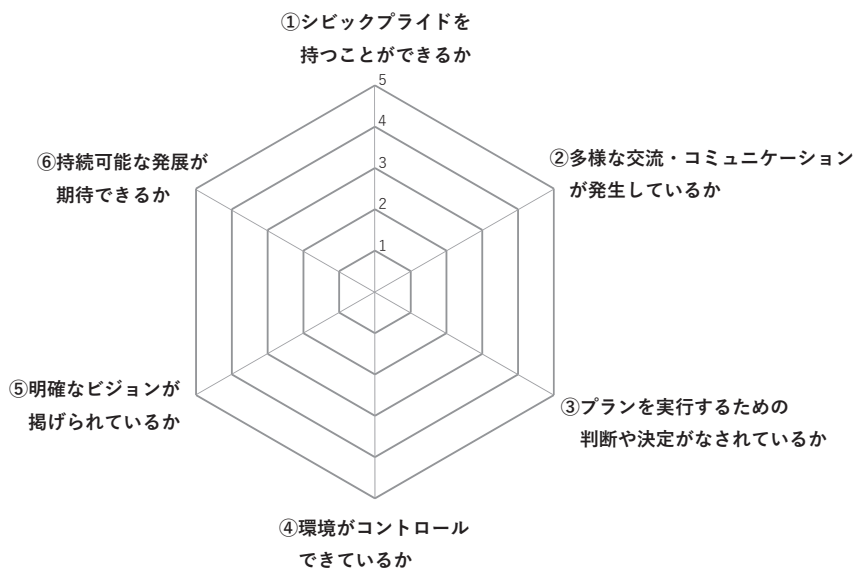 ①シビックプライドを
持つことができるか
5
4
3
2
1
②多様な交流・コミュニケーション
が発生しているか
③プランを実行するための
判断や決定がなされているか
④環境がコントロール
できているか
⑤明確なビジョンが
掲げられているか
⑥持続可能な発展が
期待できるか